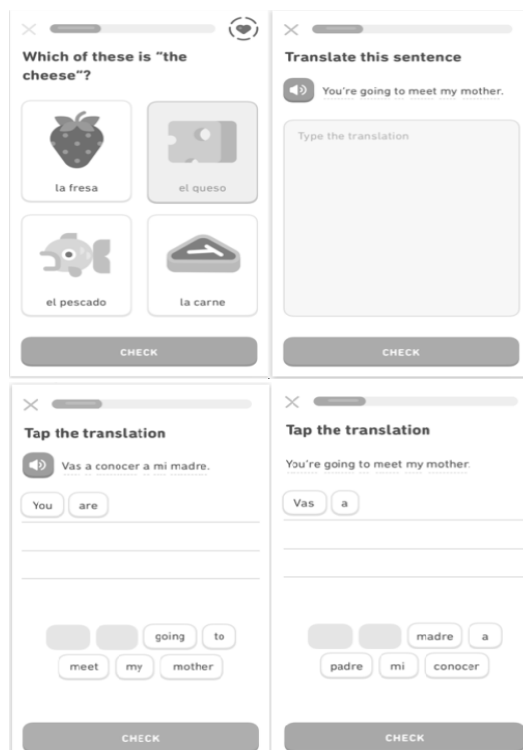 Which of these is “the
cheese”?
la fresa
el queso
el pescado
la carne
CHECK
Translate this sentence
You're going to meet my mother.
Type the translation
CHECK
Tap the translation
Vas a conocer a mi madre.
You are
going to
meet my mother
CHECK
Tap the translation
You're going to meet my mother.
Vas a
madre a
padre mi conocer
CHECK